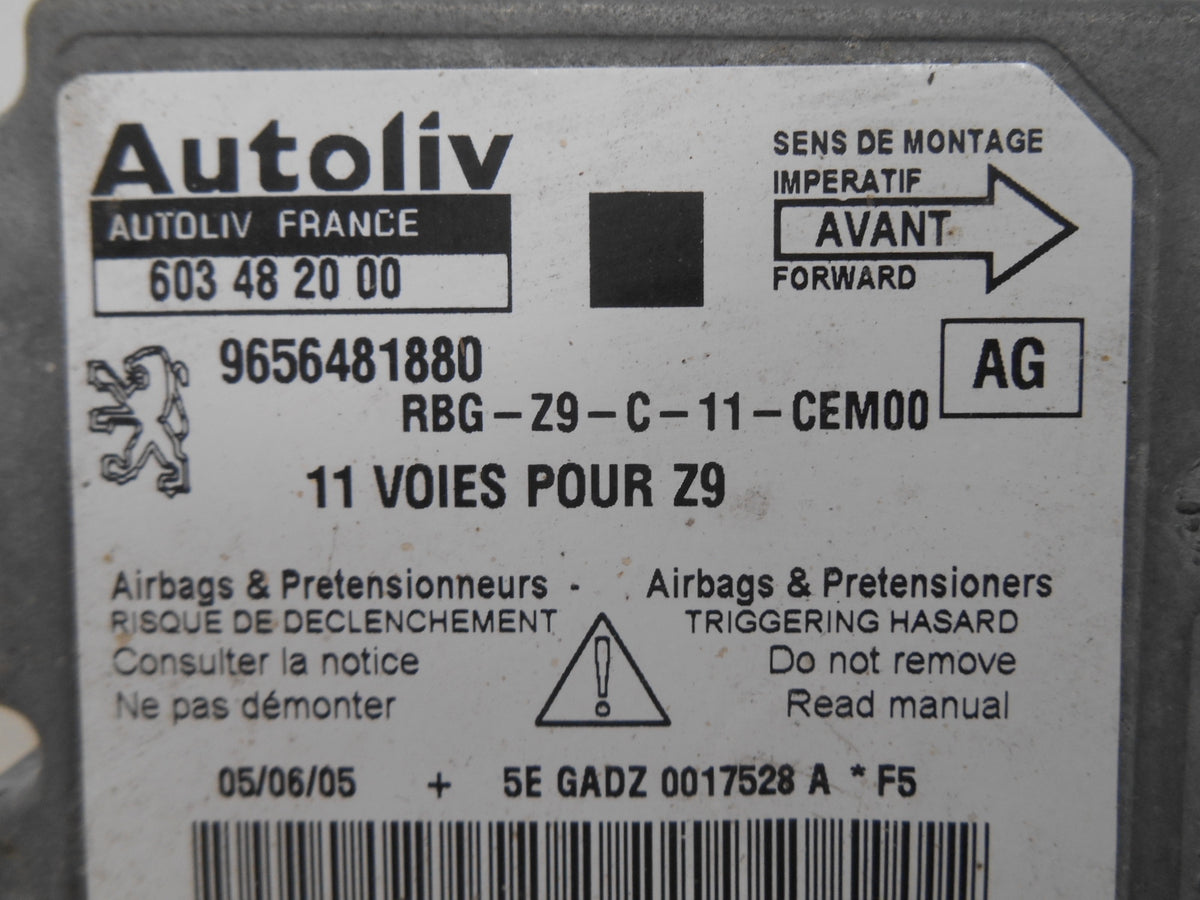 Autoliv
AUTOLIV FRANCE
603 48 20 00
SENS DE MONTAGE
IMPERATIF
AVANT
FORWARD
9656481880
AG
RBG-Z9-C-11-CEM00
11 VOIES POUR Z9
Airbags & Pretensionneurs - Airbags & Pretensioners
RISQUE DE DECLENCHEMENT
TRIGGERING HASARD
Consulter la notice
Do not remove
Ne pas démonter
Read manual
05/06/05 + 5E GADZ 0017528 A * F5